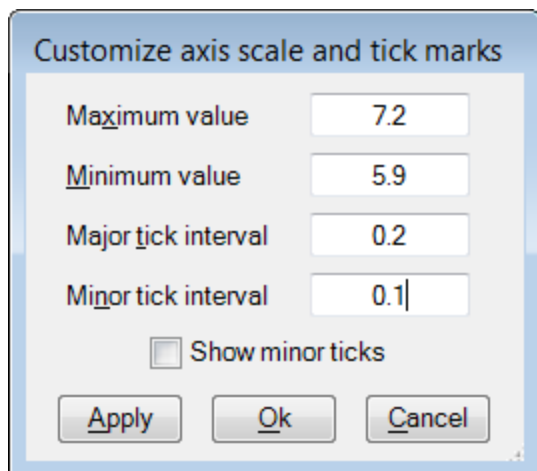 Customize axis scale and tick marks
Maximum value 7.2
Minimum value 5.9
Major tick interval 0.2
Minor tick interval 0.1
Show minor ticks
Apply Ok Cancel